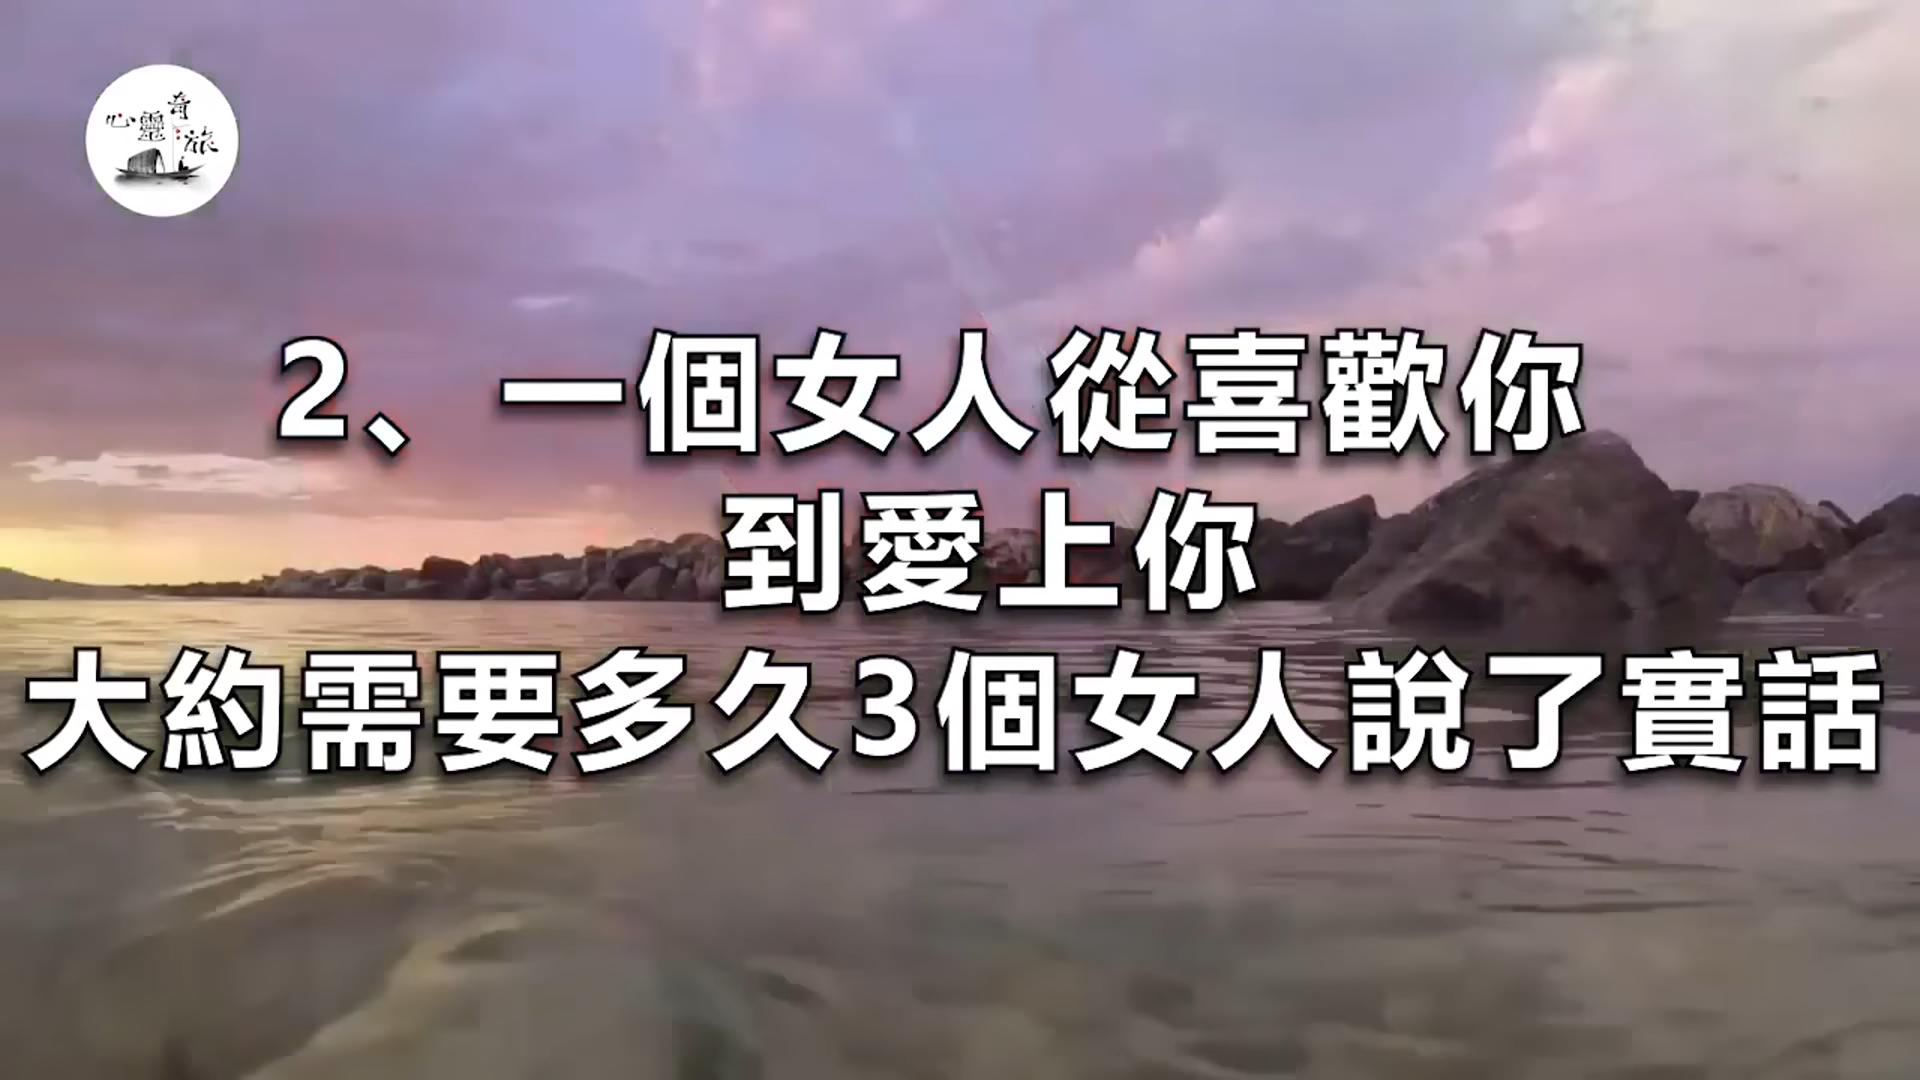 心靈奇旅
2、一個女人從喜歡你
到愛上你
大約需要多久3個女人說了實話